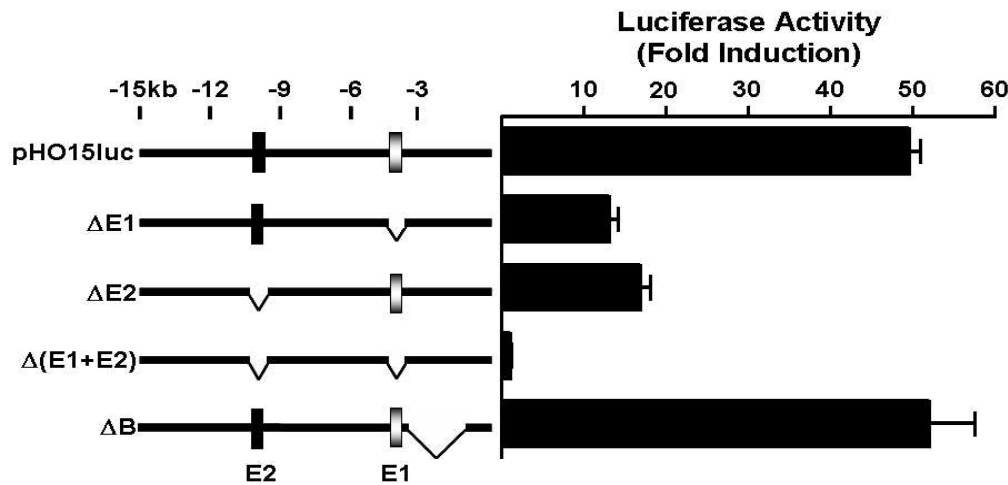 Luciferase Activity
(Fold Induction)
-15kb -12 -9 -6 -3
10 20 30 40 50 60
pHO15luc
ΔE1
ΔE2
Δ(E1+E2)
ΔB
E2 E1